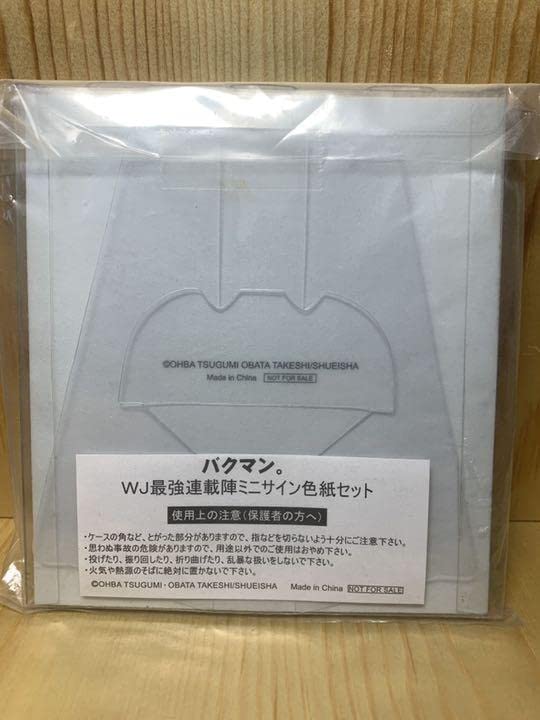 ©OHBA TSUGUMI OBATA TAKESHI/SHUEISHA
Made in China NOT FOR SALE
バクマン。
WJ最強連載陣ミニサイン色紙セット
使用上の注意(保護者の方へ)
・ケースの角など、とがった部分がありますので、指などを切らないよう十分にご注意下さい。
・思わぬ事故の危険がありますので、用途以外でのご使用はおやめ下さい。
・投げたり、振り回したり、折り曲げたり、乱暴な扱いをしないで下さい。
・火気や熱源のそばに絶対に置かないで下さい。
©OHBA TSUGUMI・OBATA TAKESHI/SHUEISHA Made in China NOT FOR SALE